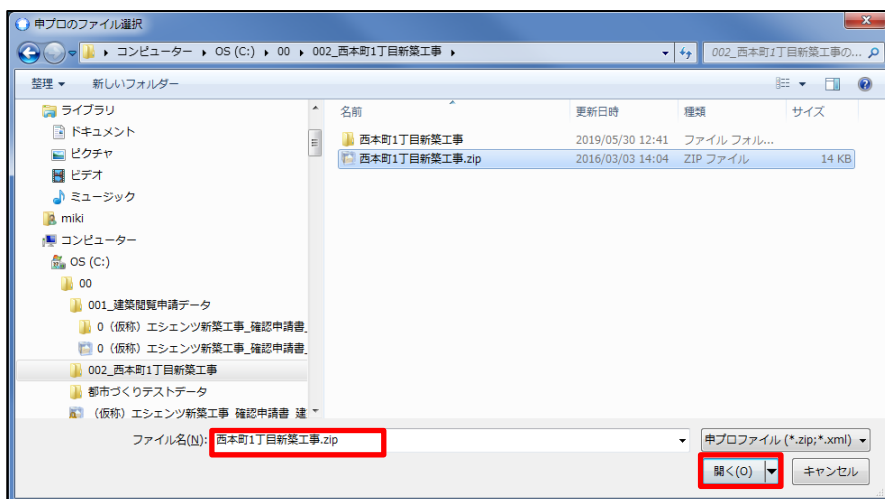 申プロのファイル選択
コンピューター ▸ OS (C:) ▸ 00 ▸ 002_西本町1丁目新築工事 ▸
002_西本町1丁目新築工事の...
整理 ▼ 新しいフォルダー
名前 更新日時 種類 サイズ
西本町1丁目新築工事 2019/05/30 12:41 ファイル フォル...
西本町1丁目新築工事.zip 2016/03/03 14:04 ZIP ファイル 14 KB
ライブラリ
ドキュメント
ピクチャ
ビデオ
ミュージック
miki
コンピューター
OS (C:)
00
001_建築閲覧申請データ
0（仮称）エシェンツ新築工事_確認申請書_
0（仮称）エシェンツ新築工事_確認申請書_
002_西本町1丁目新築工事
都市づくりテストデータ
（仮称）エシェンツ新築工事 確認申請書 建
ファイル名(N): 西本町1丁目新築工事.zip
申プロファイル (*.zip;*.xml)
開く(O) キャンセル